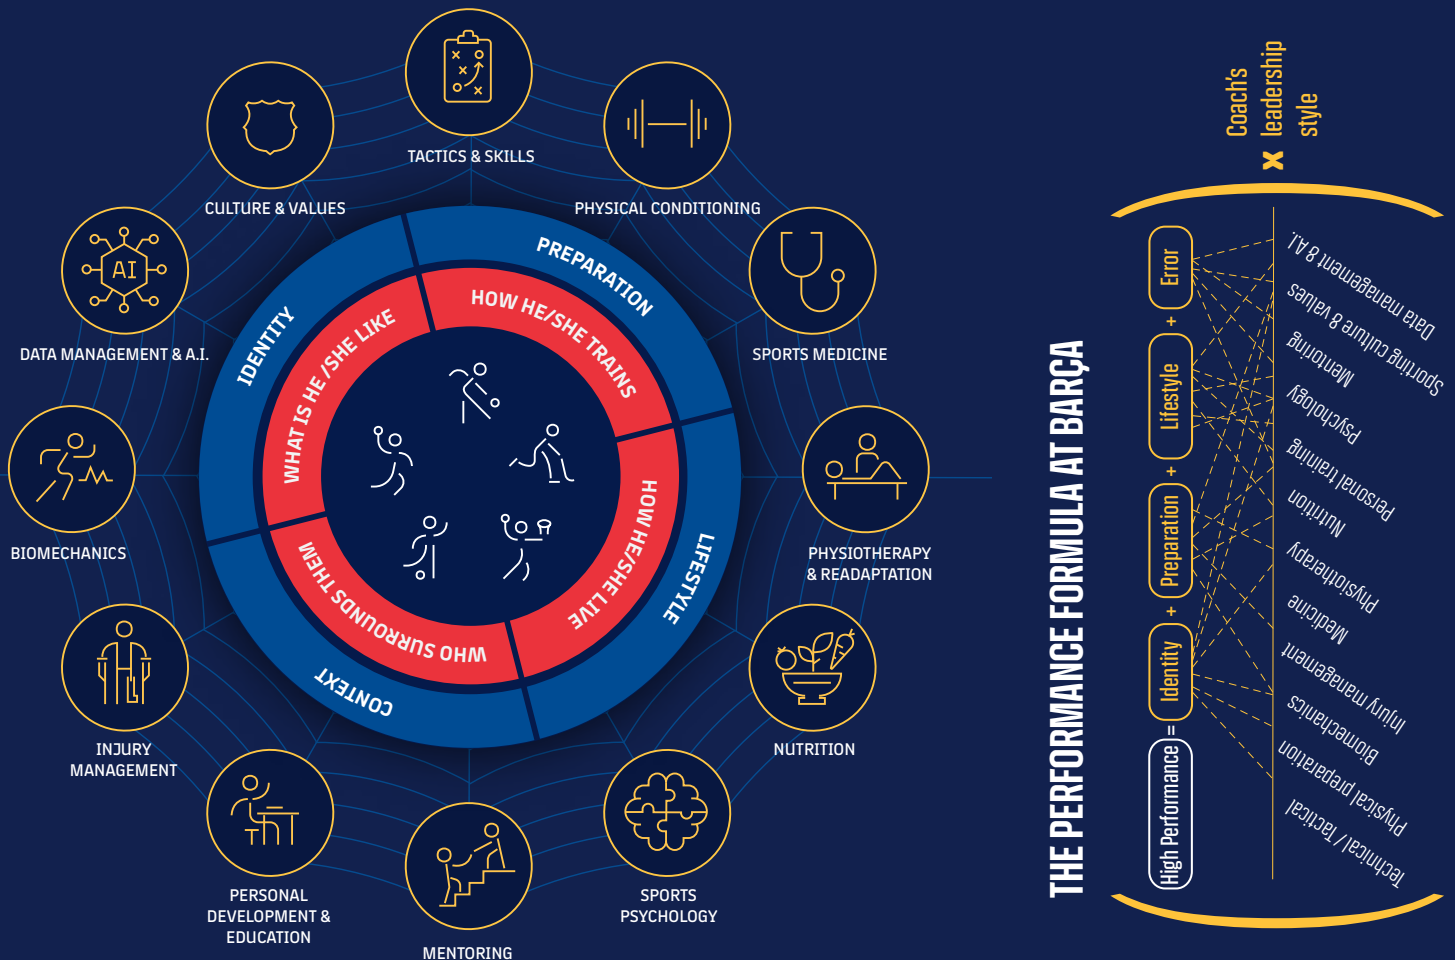 TACTICS & SKILLS
CULTURE & VALUES
PHYSICAL CONDITIONING
AI
DATA MANAGEMENT & A.I.
SPORTS MEDICINE
BIOMECHANICS
PHYSIOTHERAPY
& READAPTATION
INJURY
MANAGEMENT
NUTRITION
PERSONAL
DEVELOPMENT &
EDUCATION
SPORTS
PSYCHOLOGY
MENTORING
IDENTITY
PREPARATION
LIFESTYLE
CONTEXT
WHAT IS HE /SHE LIKE
HOW HE/SHE TRAINS
HOW HE/SHE LIVE
WHO SURROUNDS THEM
THE PERFORMANCE FORMULA AT BARÇA
High Performance = Identity + Preparation + Lifestyle + Error
x Coach's
leadership
style
Technical / Tactical
Physical preparation
Biomechanics
Injury management
Medicine
Physiotherapy
Nutrition
Personal training
Psychology
Mentoring
Sporting culture & values
Data management & A.I.